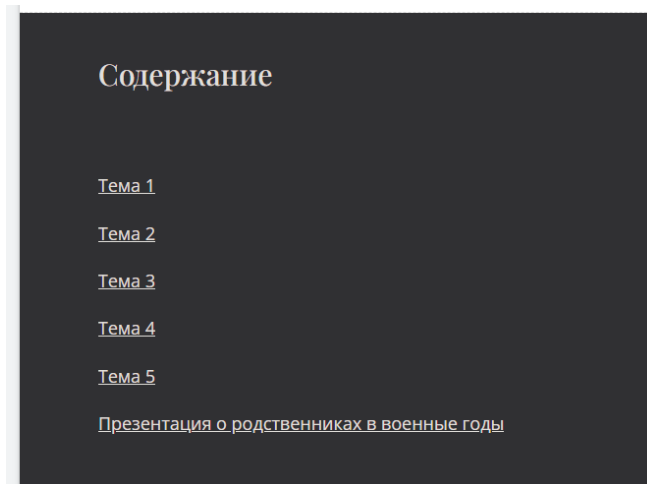 Содержание
Тема 1
Тема 2
Тема 3
Тема 4
Тема 5
Презентация о родственниках в военные годы